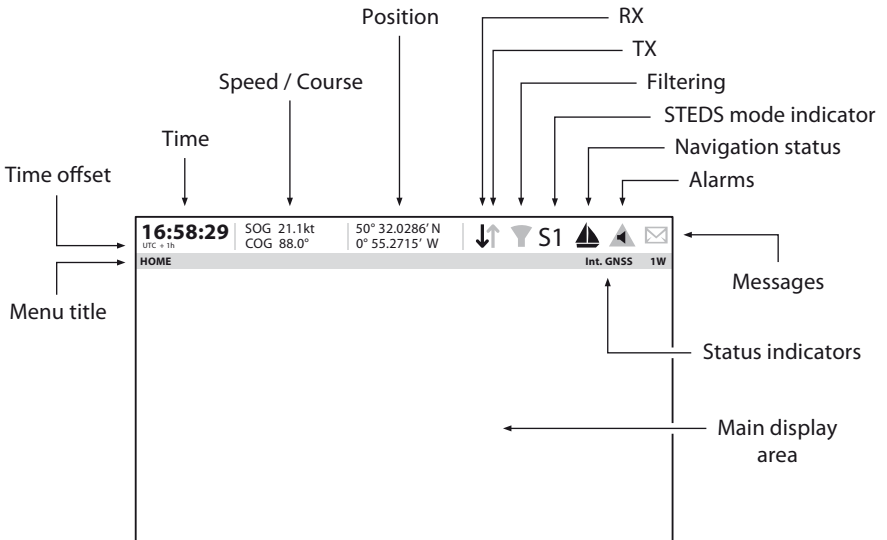 Position
RX
TX
Speed / Course
Filtering
STEDS mode indicator
Time
Navigation status
Time offset
Alarms
16:58:29
UTC + 1h
SOG 21.1kt
COG 88.0°
50° 32.0286′ N
0° 55.2715′ W
S1
HOME
Int. GNSS 1W
Messages
Menu title
Status indicators
Main display
area